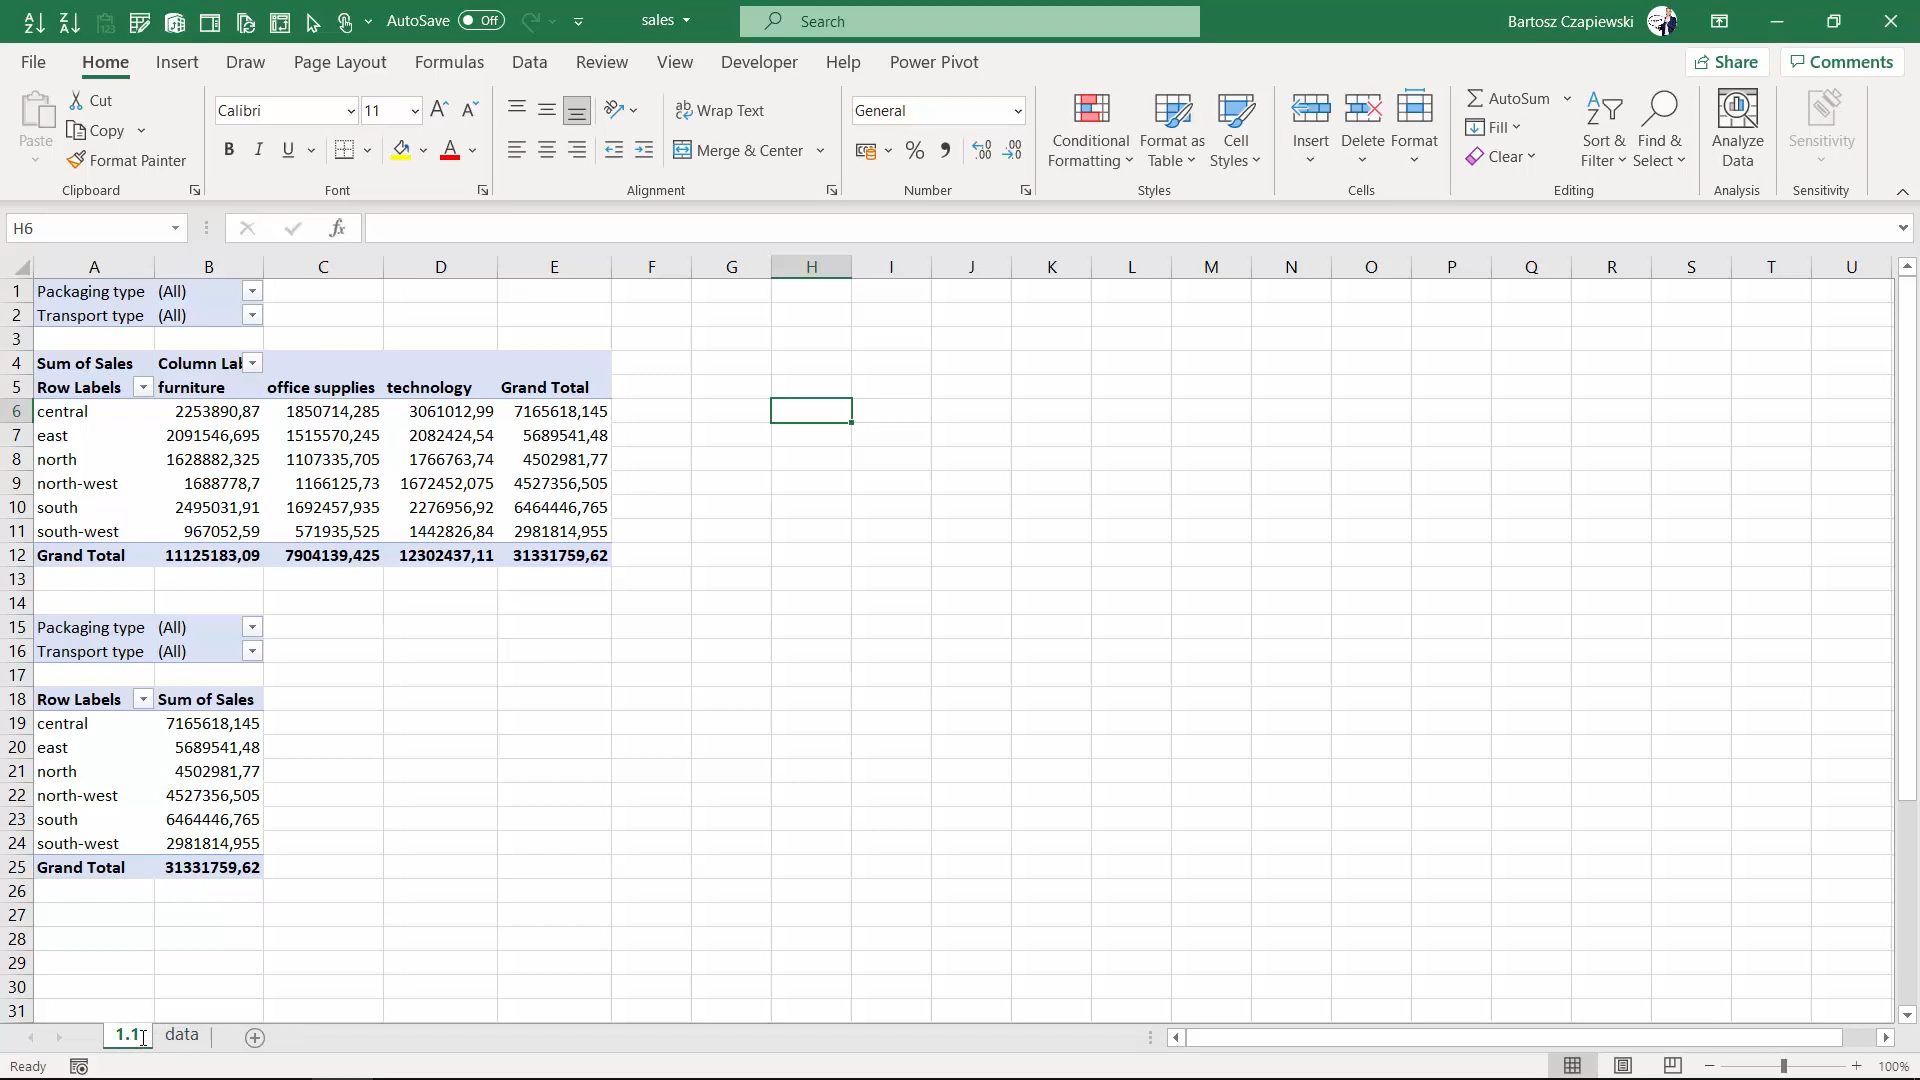 AutoSave Off sales Search Bartosz Czapiewski
File Home Insert Draw Page Layout Formulas Data Review View Developer Help Power Pivot Share Comments
Paste Cut Copy Format Painter Clipboard
Calibri 11 B I U A Font
ab Wrap Text Merge & Center Alignment
General % Number
Conditional Formatting Format as Table Cell Styles Styles
Insert Delete Format Cells
AutoSum Fill Clear Sort & Filter Find & Select Editing
Analyze Data Analysis
Sensitivity Sensitivity
H6 fx
A B C D E F G H I J K L M N O P Q R S T U
1 Packaging type (All)
2 Transport type (All)
3
4 Sum of Sales Column Lab
5 Row Labels furniture office supplies technology Grand Total
6 central 2253890,87 1850714,285 3061012,99 7165618,145
7 east 2091546,695 1515570,245 2082424,54 5689541,48
8 north 1628882,325 1107335,705 1766763,74 4502981,77
9 north-west 1688778,7 1166125,73 1672452,075 4527356,505
10 south 2495031,91 1692457,935 2276956,92 6464446,765
11 south-west 967052,59 571935,525 1442826,84 2981814,955
12 Grand Total 11125183,09 7904139,425 12302437,11 31331759,62
13
14
15 Packaging type (All)
16 Transport type (All)
17
18 Row Labels Sum of Sales
19 central 7165618,145
20 east 5689541,48
21 north 4502981,77
22 north-west 4527356,505
23 south 6464446,765
24 south-west 2981814,955
25 Grand Total 31331759,62
26
27
28
29
30
31
1.1 data
Ready 100%